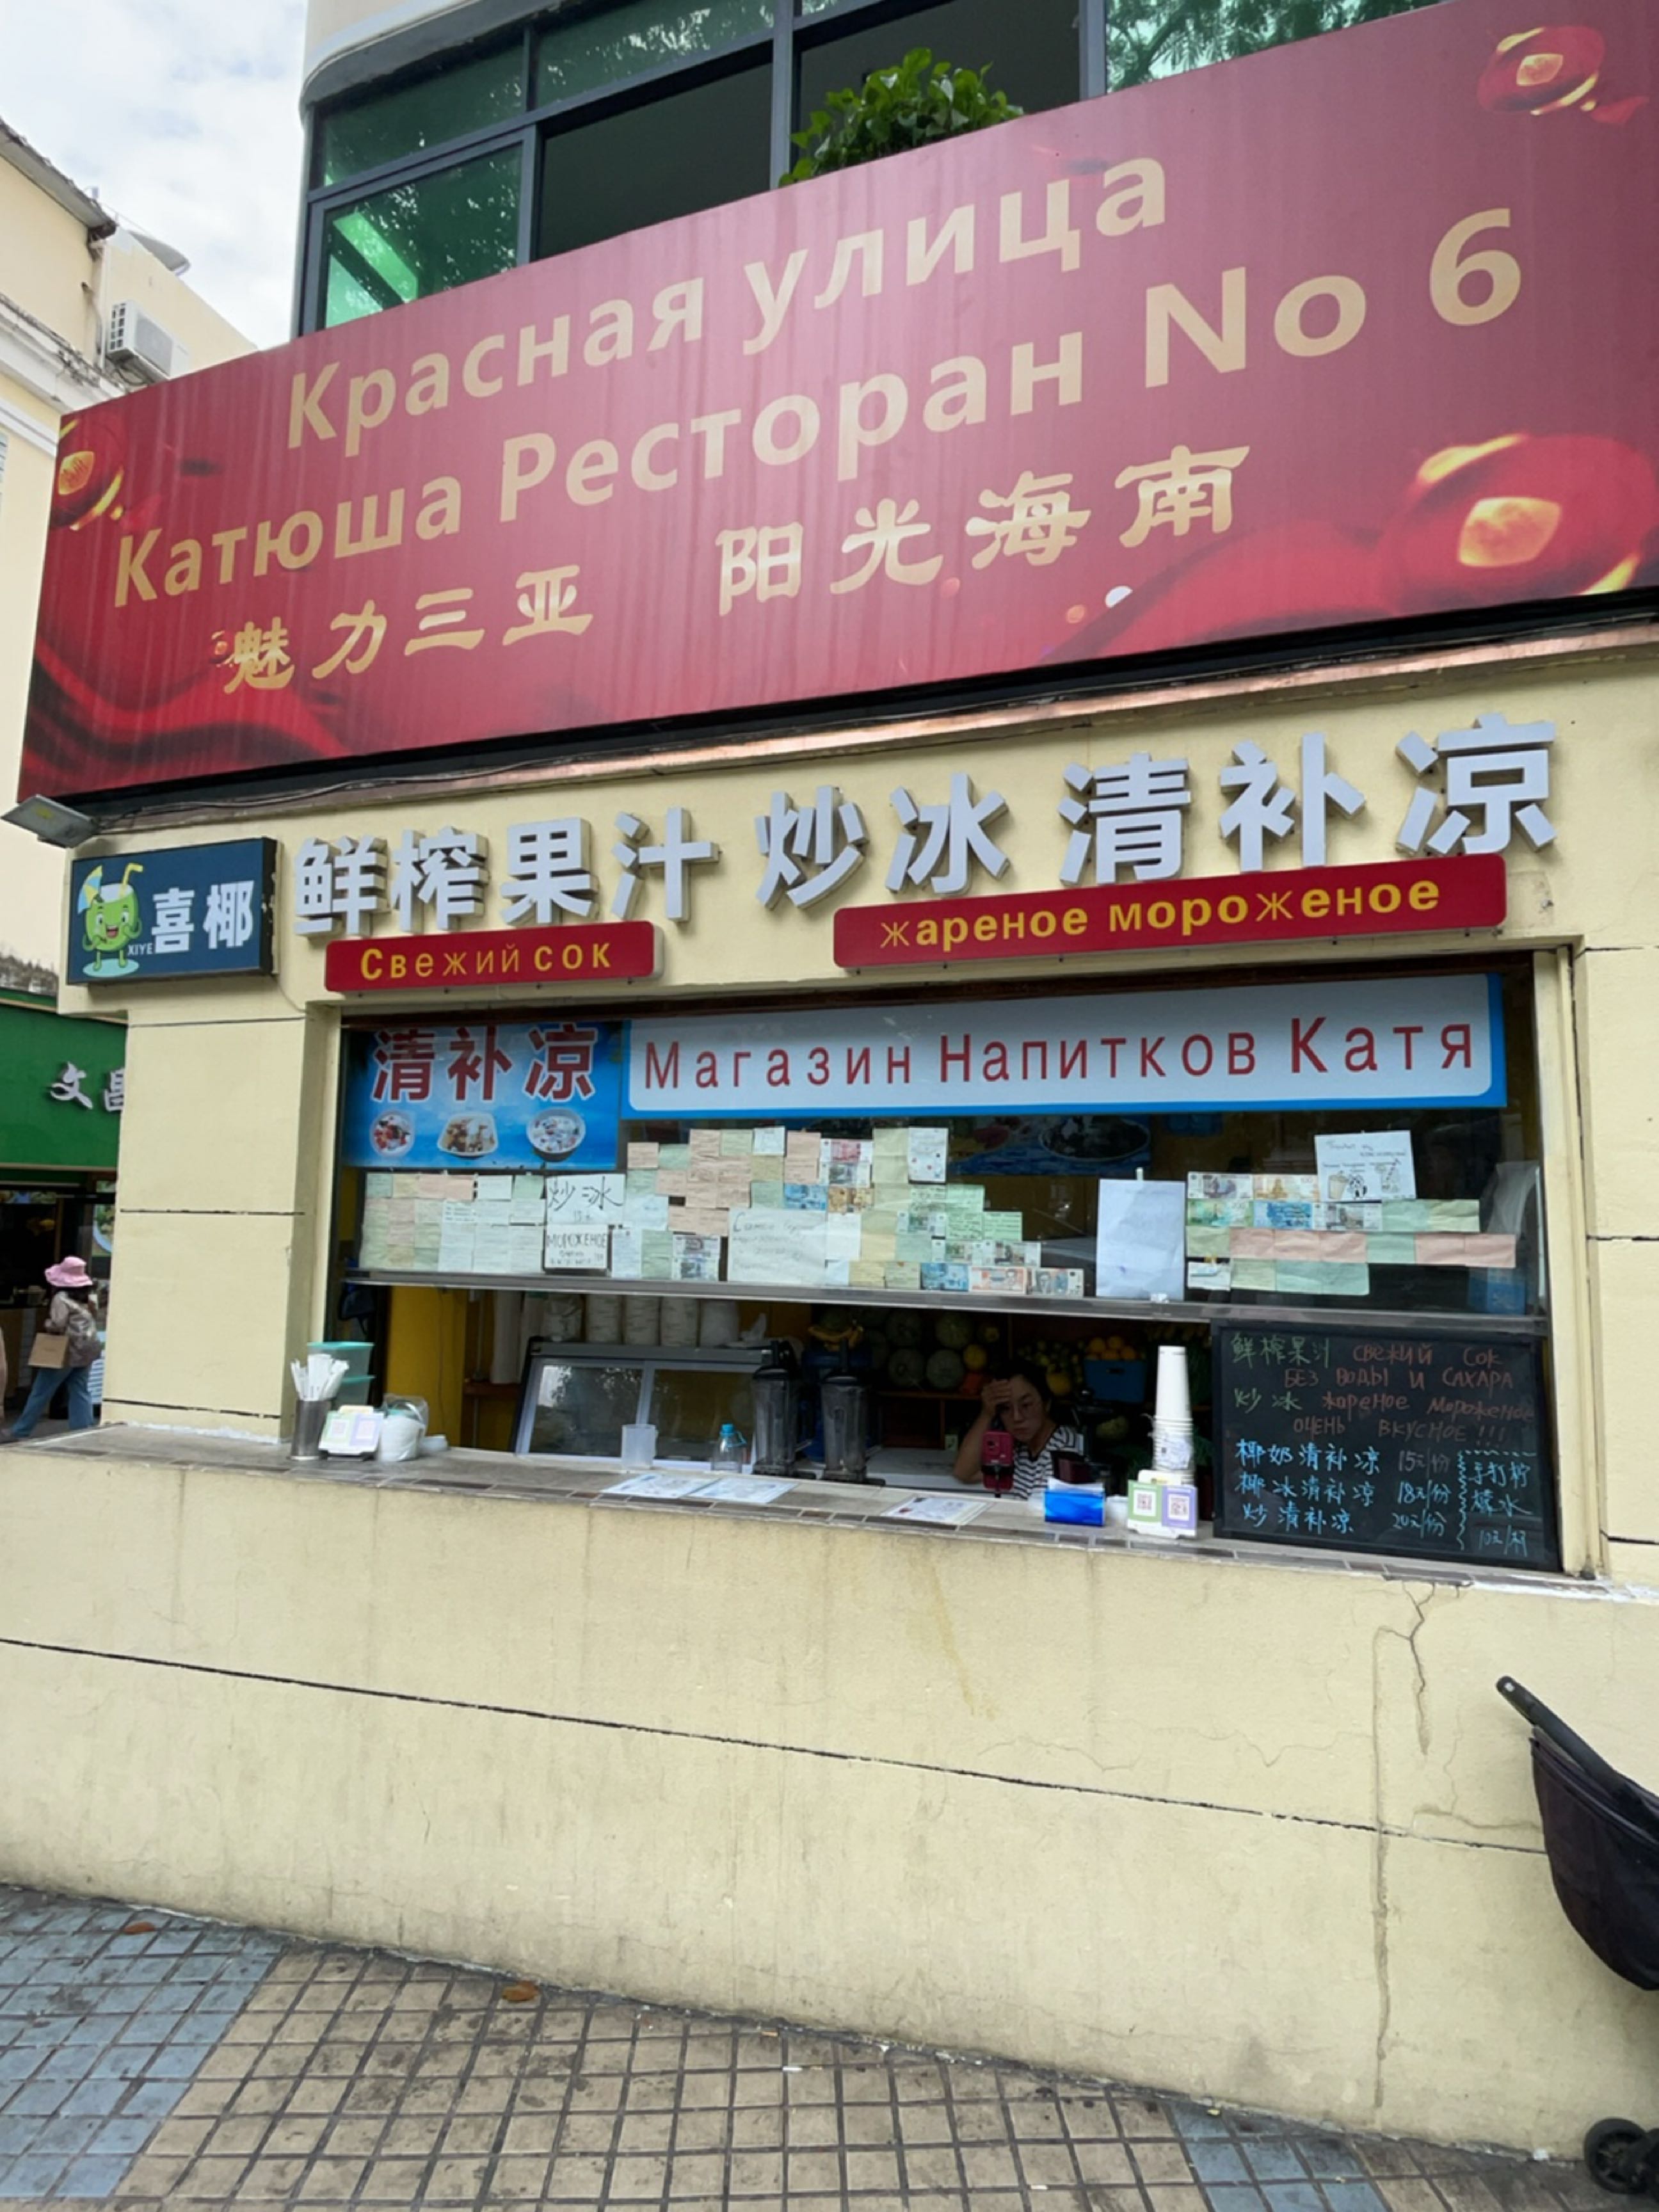 Красная улица
Катюша Ресторан No 6
魅力三亚 阳光海南
鲜榨果汁 炒冰 清补凉
XIYE 喜椰
Свежий сок
жареное мороженое
文昌
清补凉
Магазин Напитков Катя
炒冰
МОРОЖЕНОЕ
鲜榨果汁 свежий сок
БЕЗ ВОДЫ И САХАРА
炒冰 жареное мороженое
ОЧЕНЬ ВКУСНОЕ!!!
椰奶清补凉 15元/份
椰冰清补凉 18元/份
炒清补凉 20元/份
手打柠
檬水
10元/杯